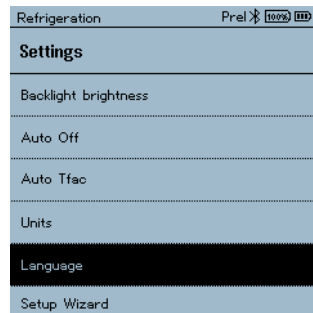 Refrigeration Prel 100%
Settings
Backlight brightness
Auto Off
Auto Tfac
Units
Language
Setup Wizard